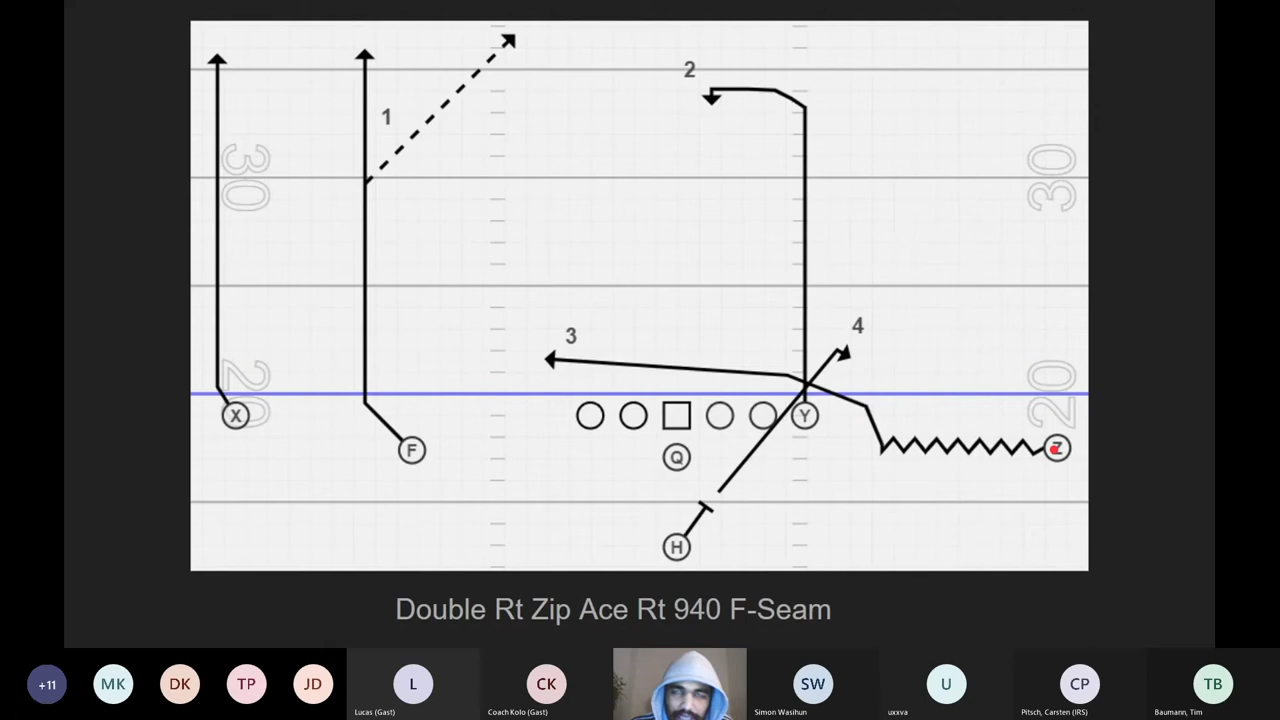 1
2
30
30
3
4
20
20
X
F
Y
Q
Z
H
Double Rt Zip Ace Rt 940 F-Seam
+11
MK
DK
TP
JD
L
CK
SW
U
CP
TB
Lucas (Gast)
Coach Kolo (Gast)
Simon Wasihun
uxxva
Pitsch, Carsten (IRS)
Baumann, Tim